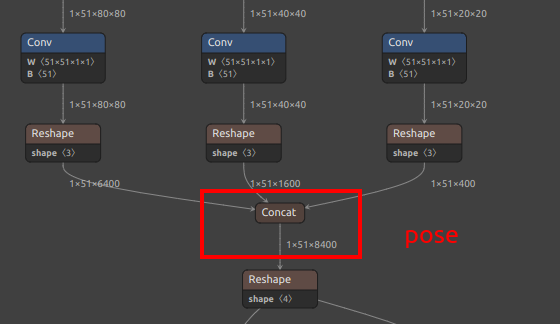 1×51×80×80
1×51×40×40
1×51×20×20
Conv
W ⟨51×51×1×1⟩
B ⟨51⟩
Conv
W ⟨51×51×1×1⟩
B ⟨51⟩
Conv
W ⟨51×51×1×1⟩
B ⟨51⟩
1×51×80×80
1×51×40×40
1×51×20×20
Reshape
shape ⟨3⟩
Reshape
shape ⟨3⟩
Reshape
shape ⟨3⟩
1×51×6400
1×51×1600
1×51×400
Concat
pose
1×51×8400
Reshape
shape ⟨4⟩